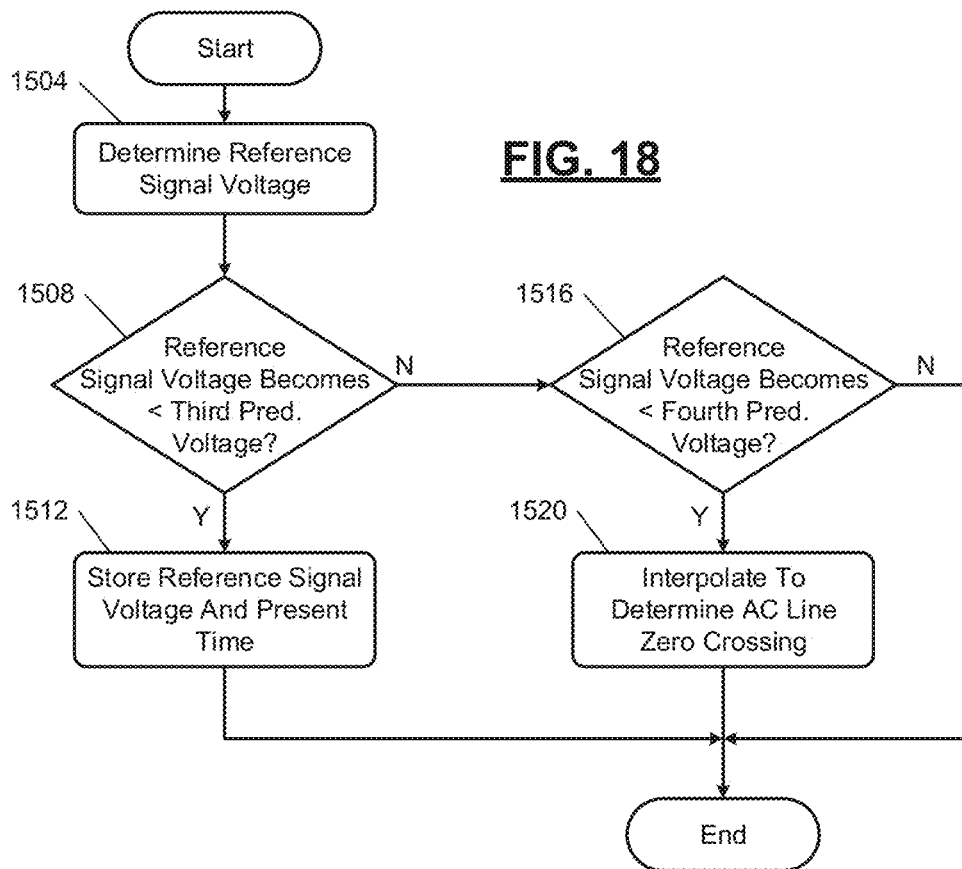 Start
1504
Determine Reference
Signal Voltage
FIG. 18
1508
Reference
Signal Voltage Becomes
< Third Pred.
Voltage?
N
Y
1516
Reference
Signal Voltage Becomes
< Fourth Pred.
Voltage?
N
Y
1512
Store Reference Signal
Voltage And Present
Time
1520
Interpolate To
Determine AC Line
Zero Crossing
End